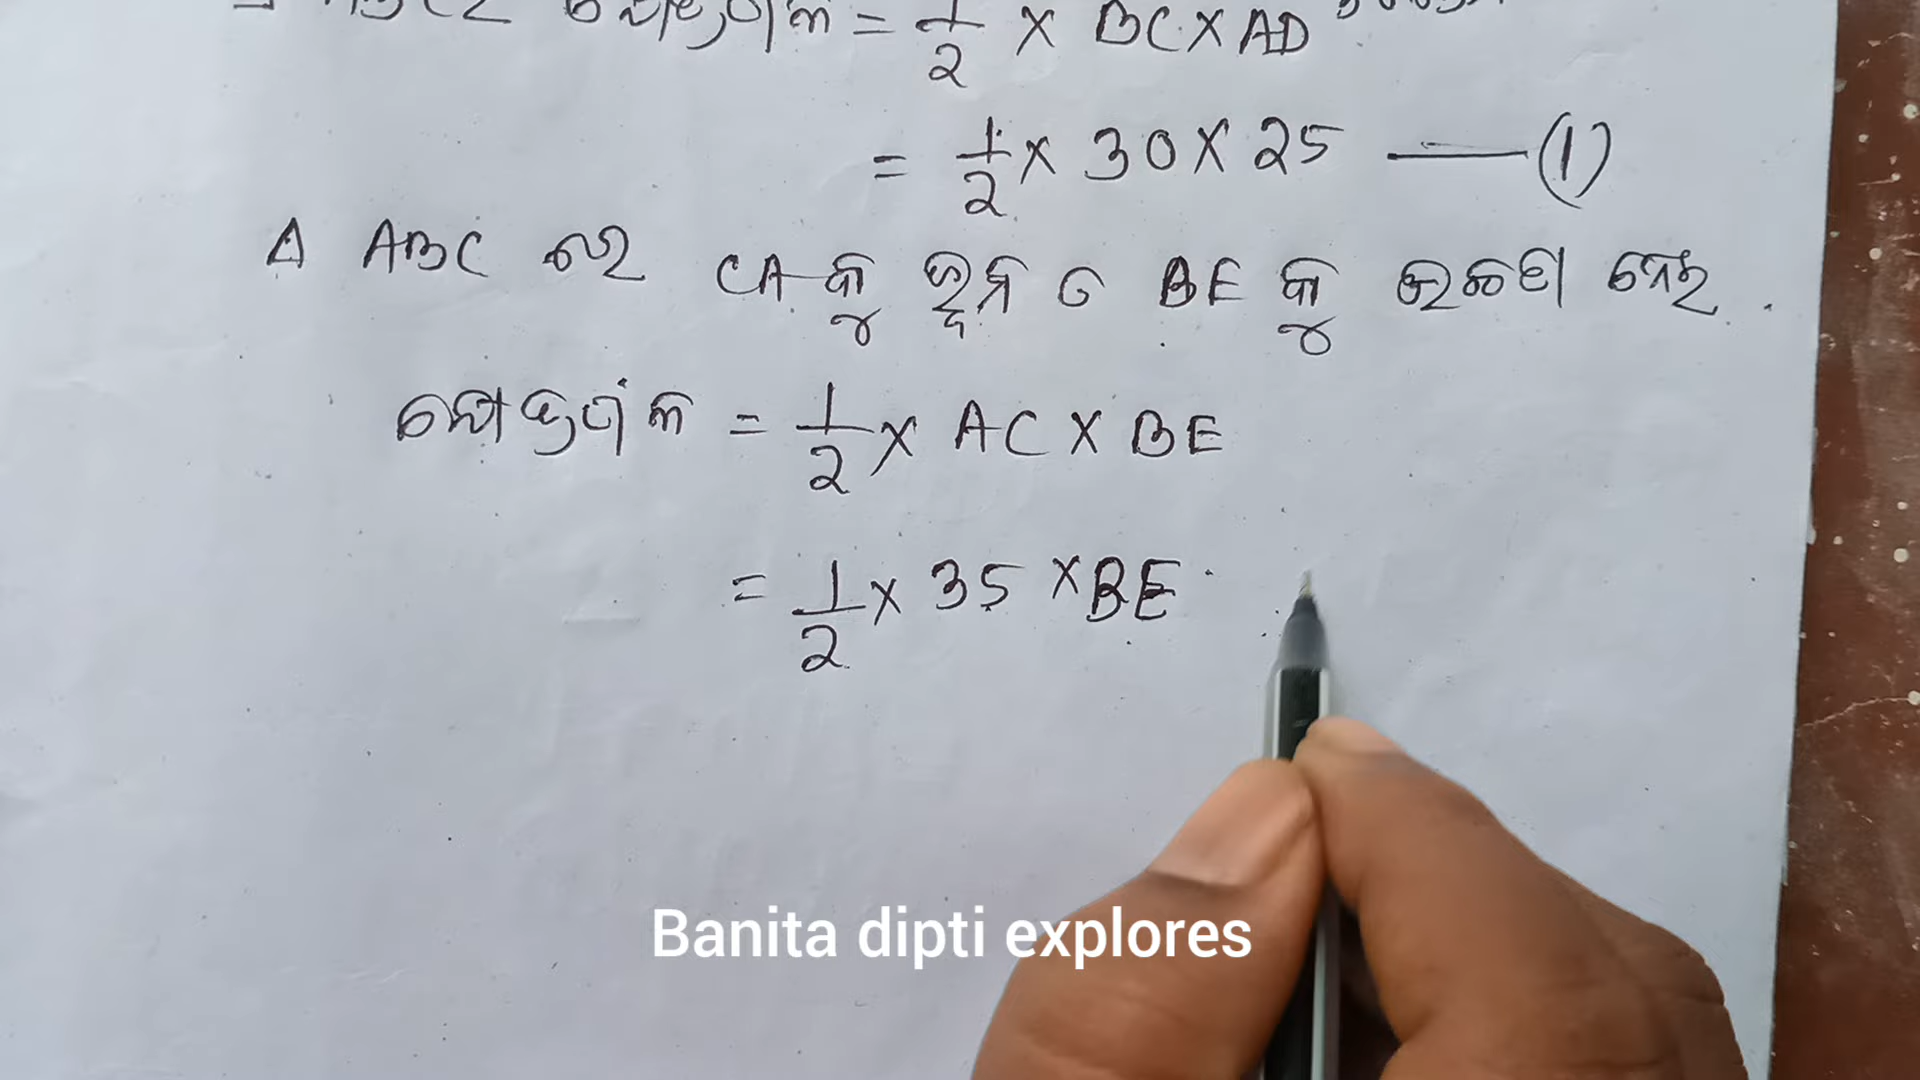 = 1/2 × BC × AD
= 1/2 × 30 × 25 —— (1)
Δ ABC ରେ CA କୁ ଭୂମି ଓ BE କୁ ଉଚ୍ଚତା ନେଇ.
କ୍ଷେତ୍ରଫଳ = 1/2 × AC × BE
= 1/2 × 35 × BE
Banita dipti explores